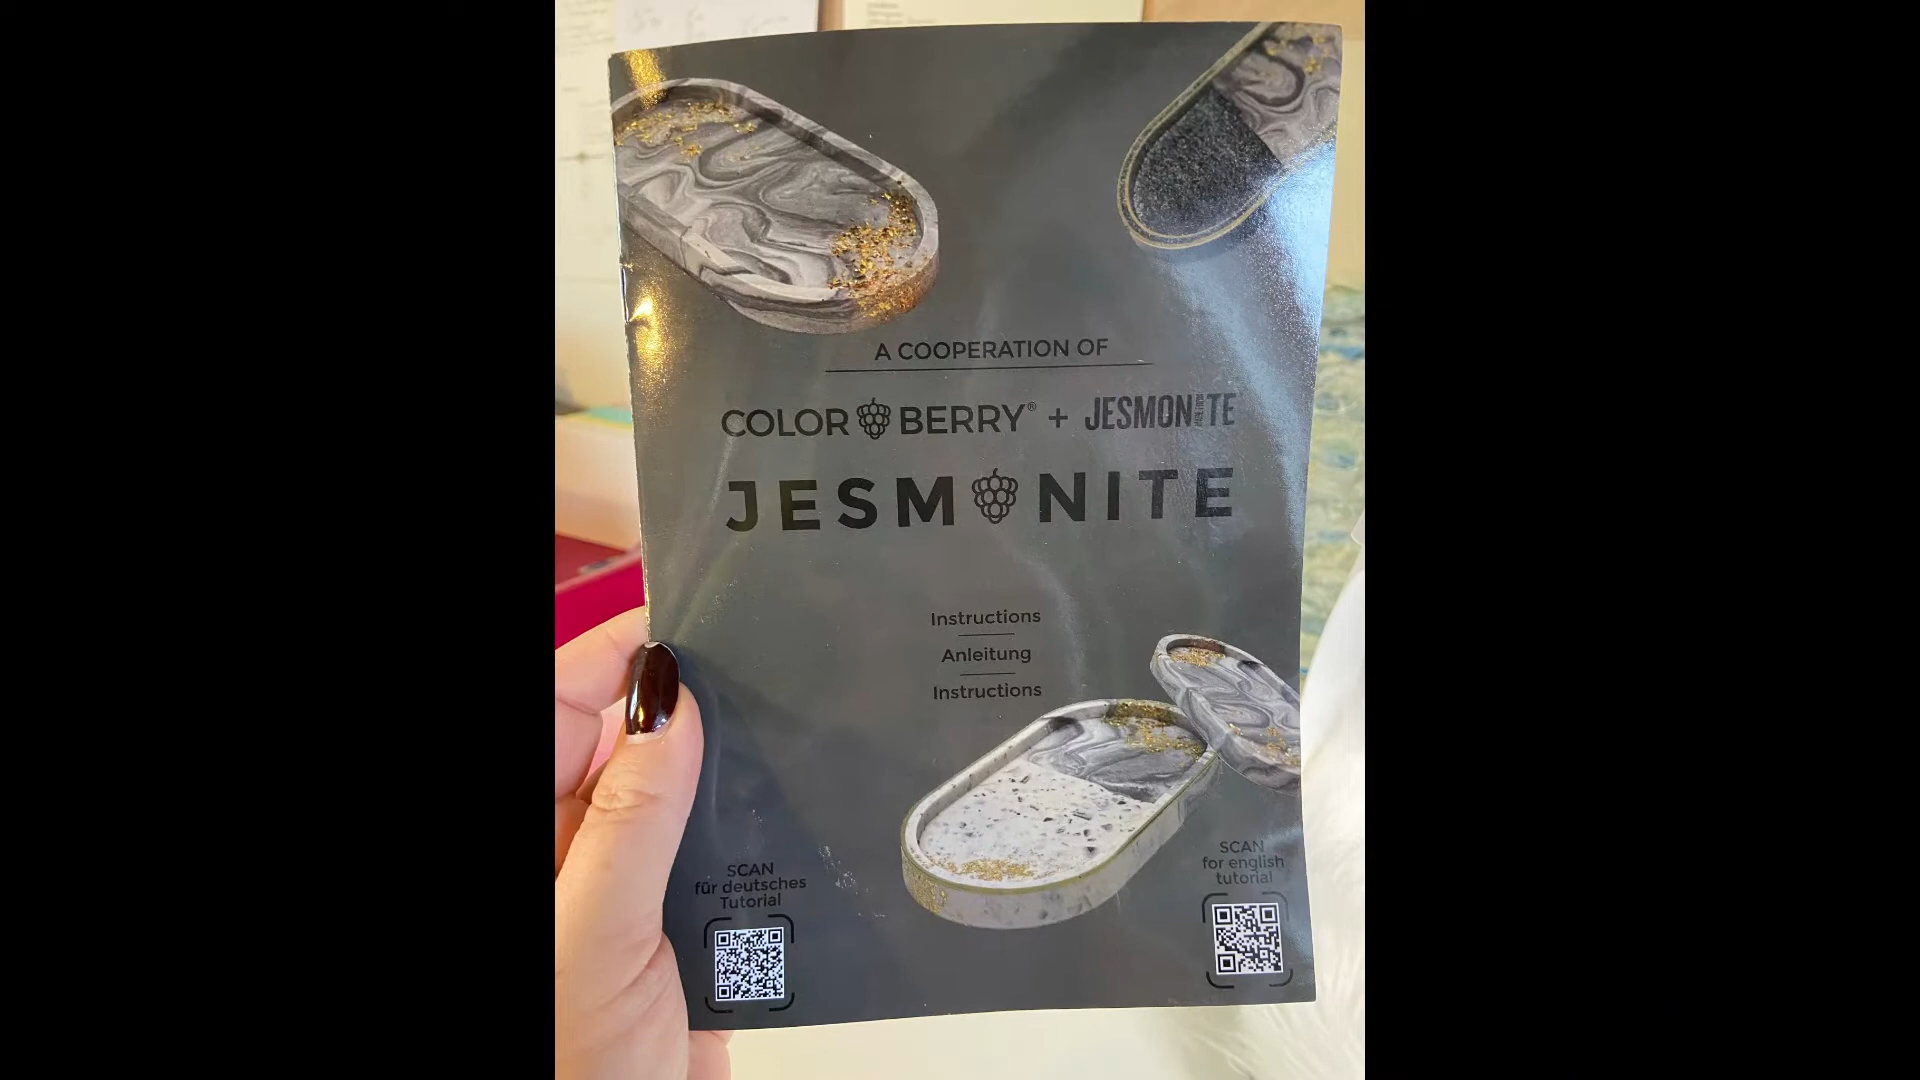 A COOPERATION OF
COLOR BERRY® + JESMONITE
JESMONITE
Instructions
Anleitung
Instructions
SCAN
für deutsches
Tutorial
SCAN
for english
tutorial